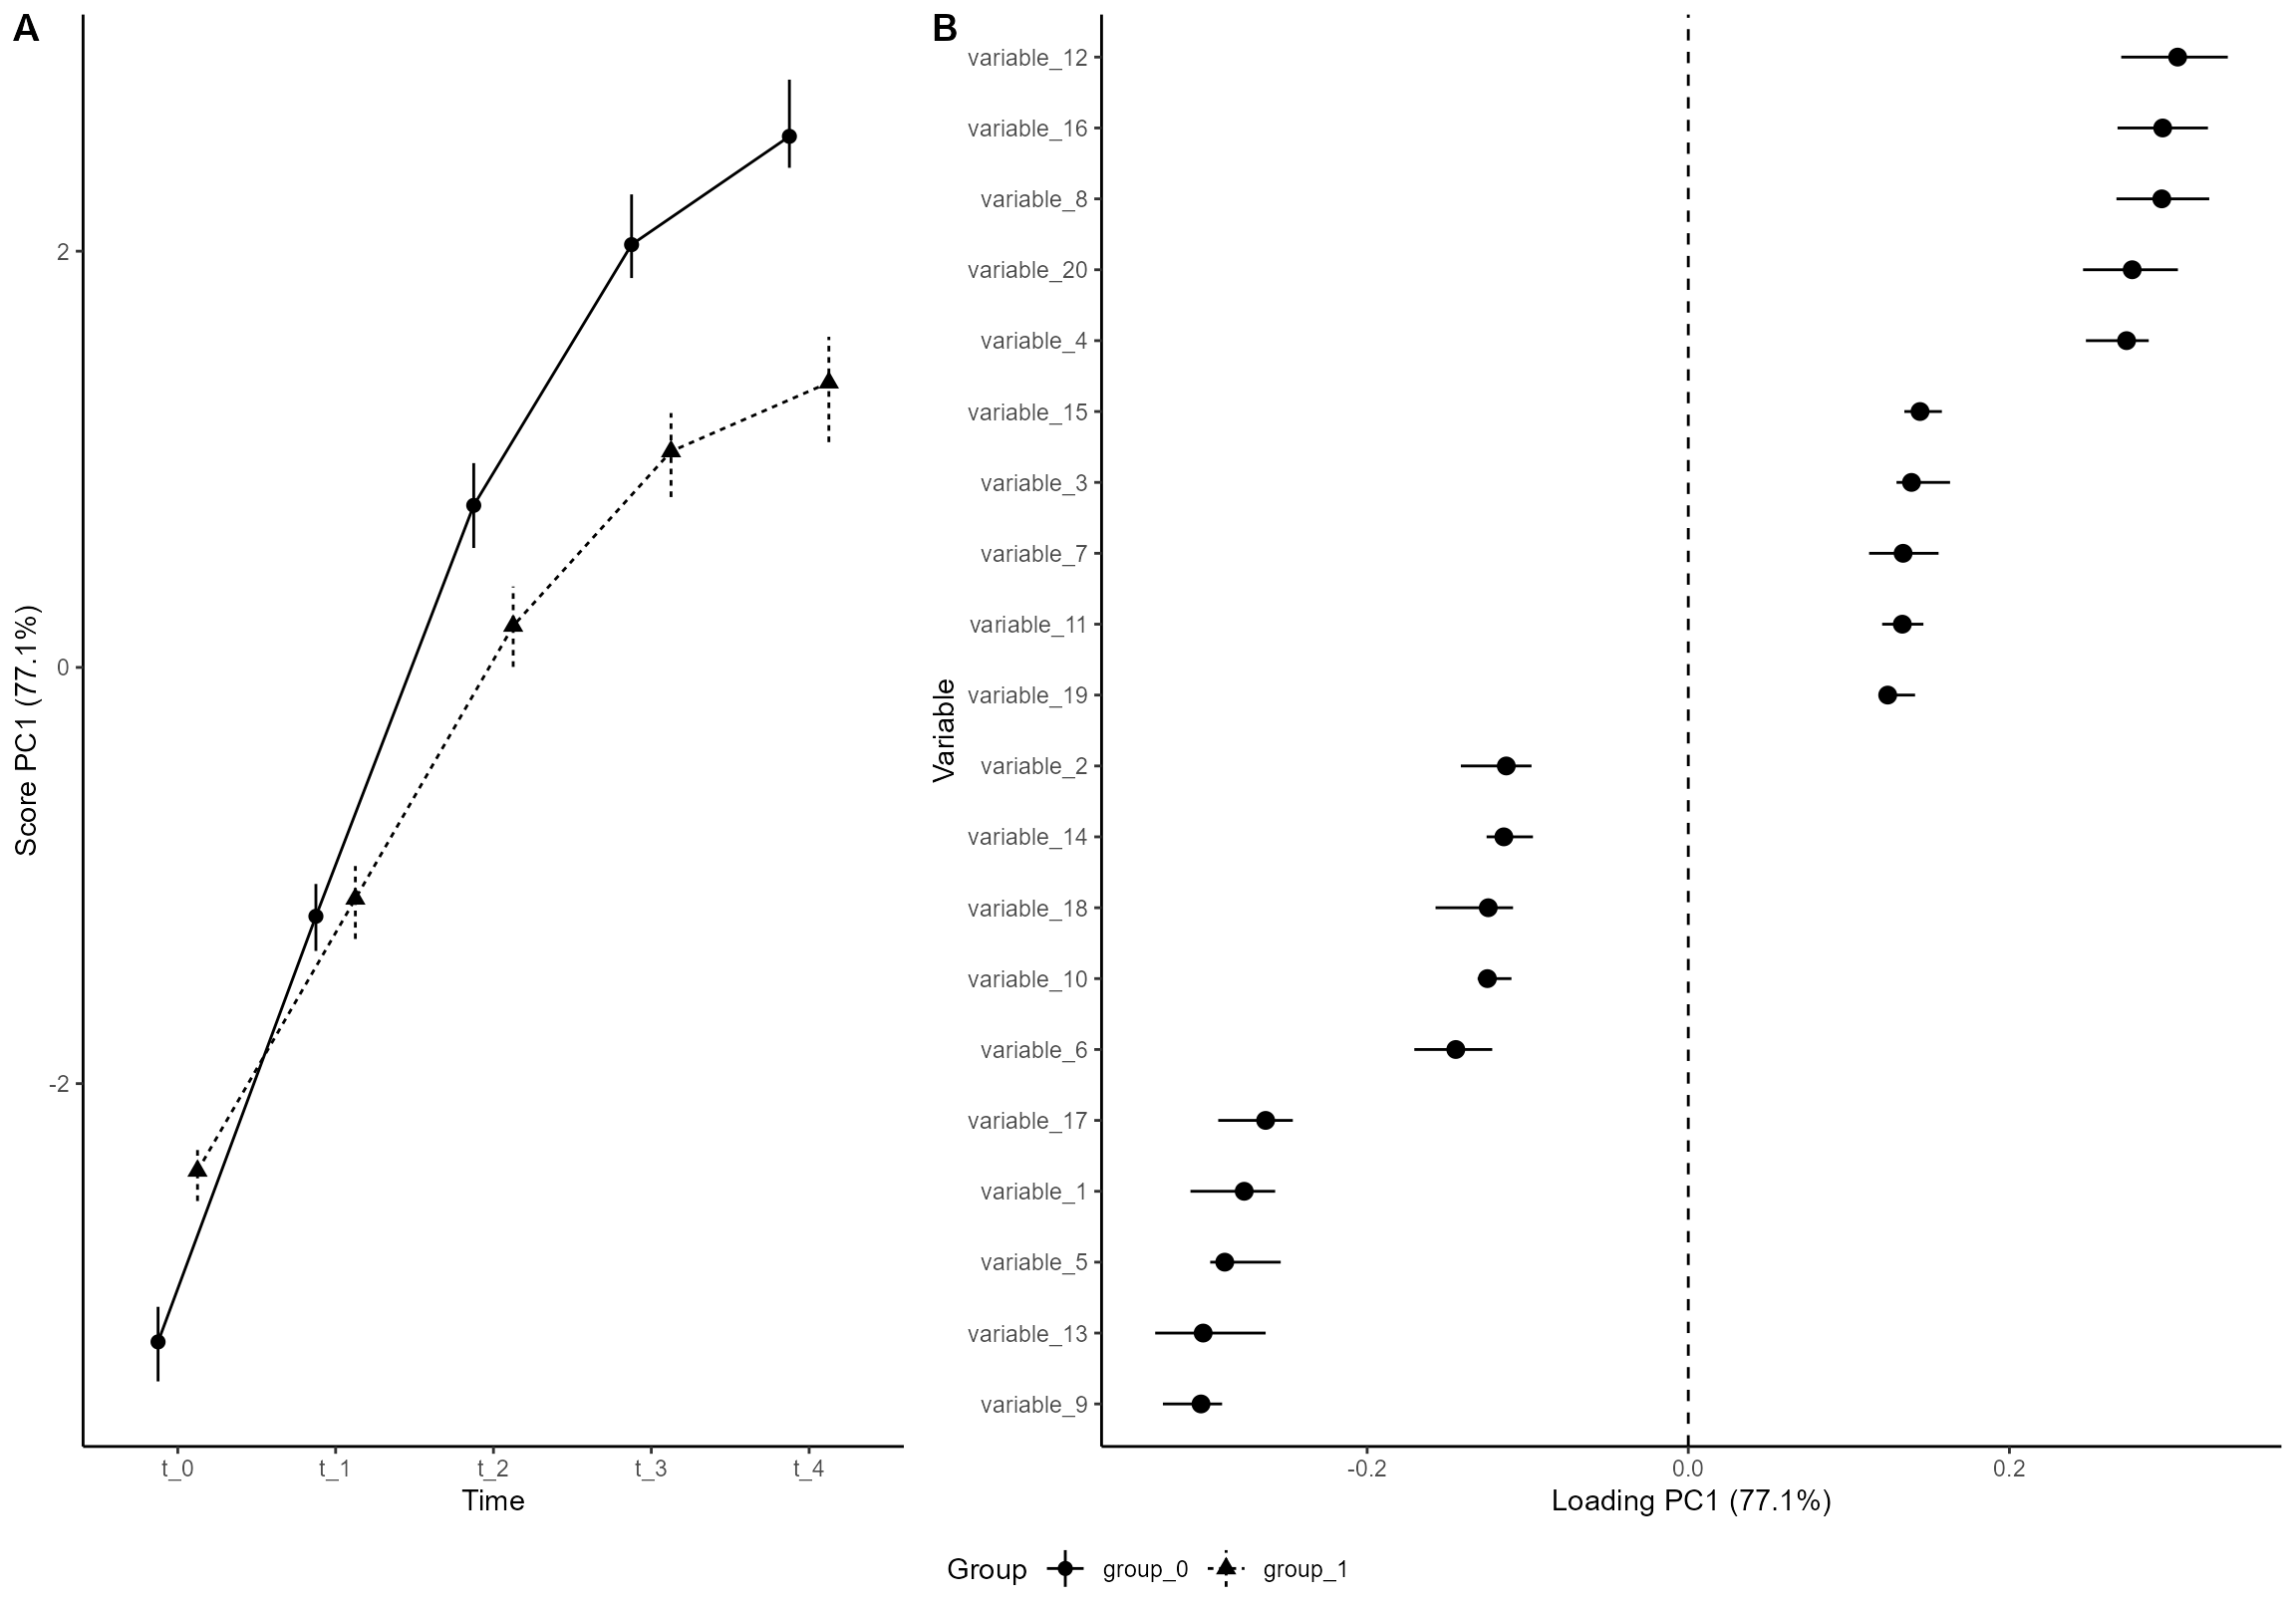 A
Score PC1 (77.1%)
2
0
-2
t_0
t_1
t_2
t_3
t_4
Time
B
Variable
variable_12
variable_16
variable_8
variable_20
variable_4
variable_15
variable_3
variable_7
variable_11
variable_19
variable_2
variable_14
variable_18
variable_10
variable_6
variable_17
variable_1
variable_5
variable_13
variable_9
-0.2
0.0
0.2
Loading PC1 (77.1%)
Group group_0 group_1